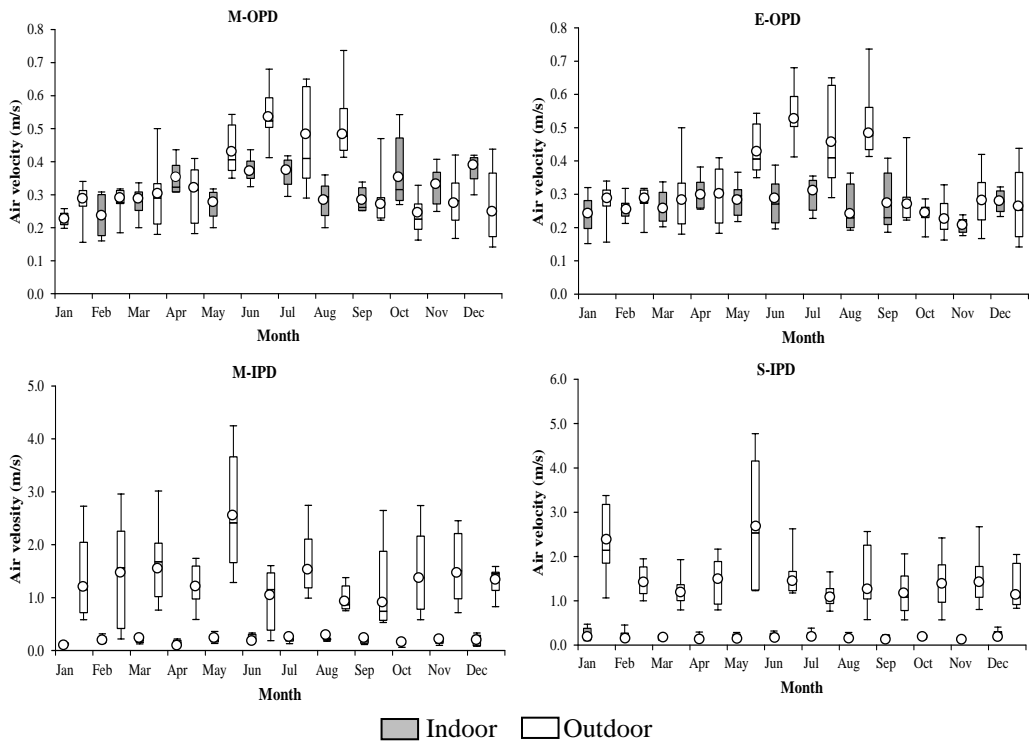 M-OPD
Air velocity (m/s)
0.8
0.7
0.6
0.5
0.4
0.3
0.2
0.1
0.0
Jan Feb Mar Apr May Jun Jul Aug Sep Oct Nov Dec
Month
E-OPD
Air velocity (m/s)
0.8
0.7
0.6
0.5
0.4
0.3
0.2
0.1
0.0
Jan Feb Mar Apr May Jun Jul Aug Sep Oct Nov Dec
Month
M-IPD
Air velosity (m/s)
5.0
4.0
3.0
2.0
1.0
0.0
Jan Feb Mar Apr May Jun Jul Aug Sep Oct Nov Dec
Month
S-IPD
Air velocity (m/s)
6.0
5.0
4.0
3.0
2.0
1.0
0.0
Jan Feb Mar Apr May Jun Jul Aug Sep Oct Nov Dec
Month
Indoor Outdoor